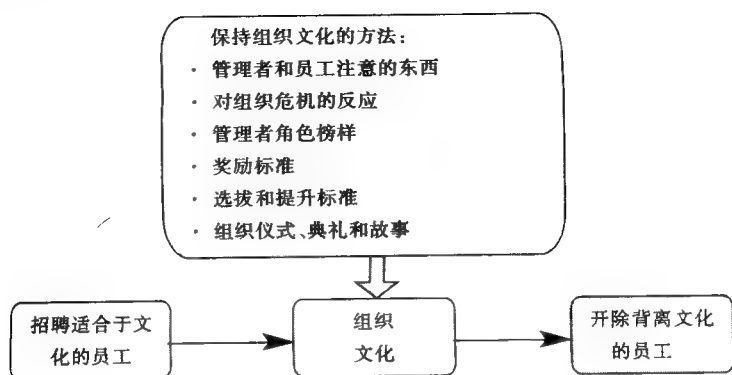 保持组织文化的方法：
· 管理者和员工注意的东西
· 对组织危机的反应
· 管理者角色榜样
· 奖励标准
· 选拔和提升标准
· 组织仪式、典礼和故事
招聘适合于文
化的员工
组织
文化
开除背离文化
的员工